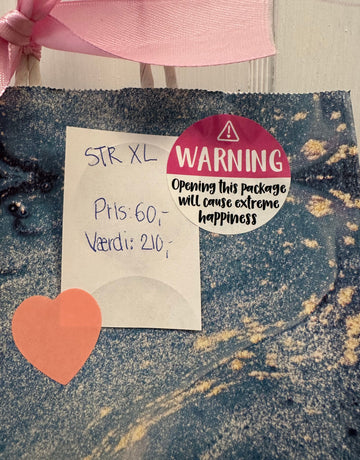 STR XL
Pris: 60,-
Værdi: 210,-
WARNING
Opening this package
will cause extreme
happiness